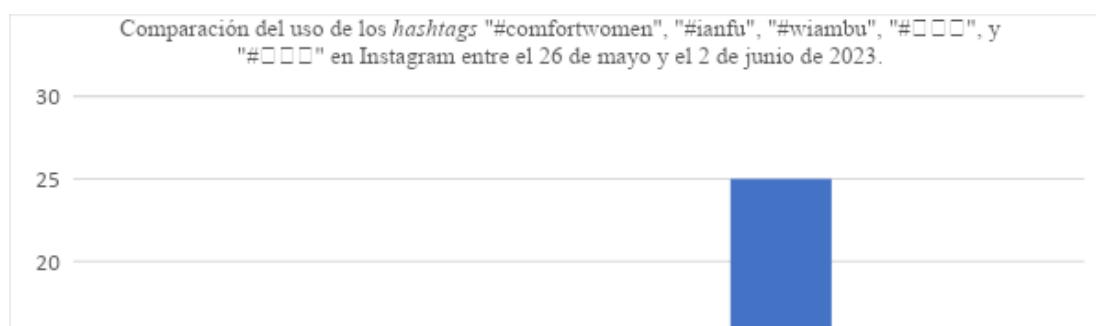 Comparación del uso de los hashtags "#comfortwomen", "#ianfu", "#wiambu", "#□□□", y
"#□□□" en Instagram entre el 26 de mayo y el 2 de junio de 2023.
30
25
20